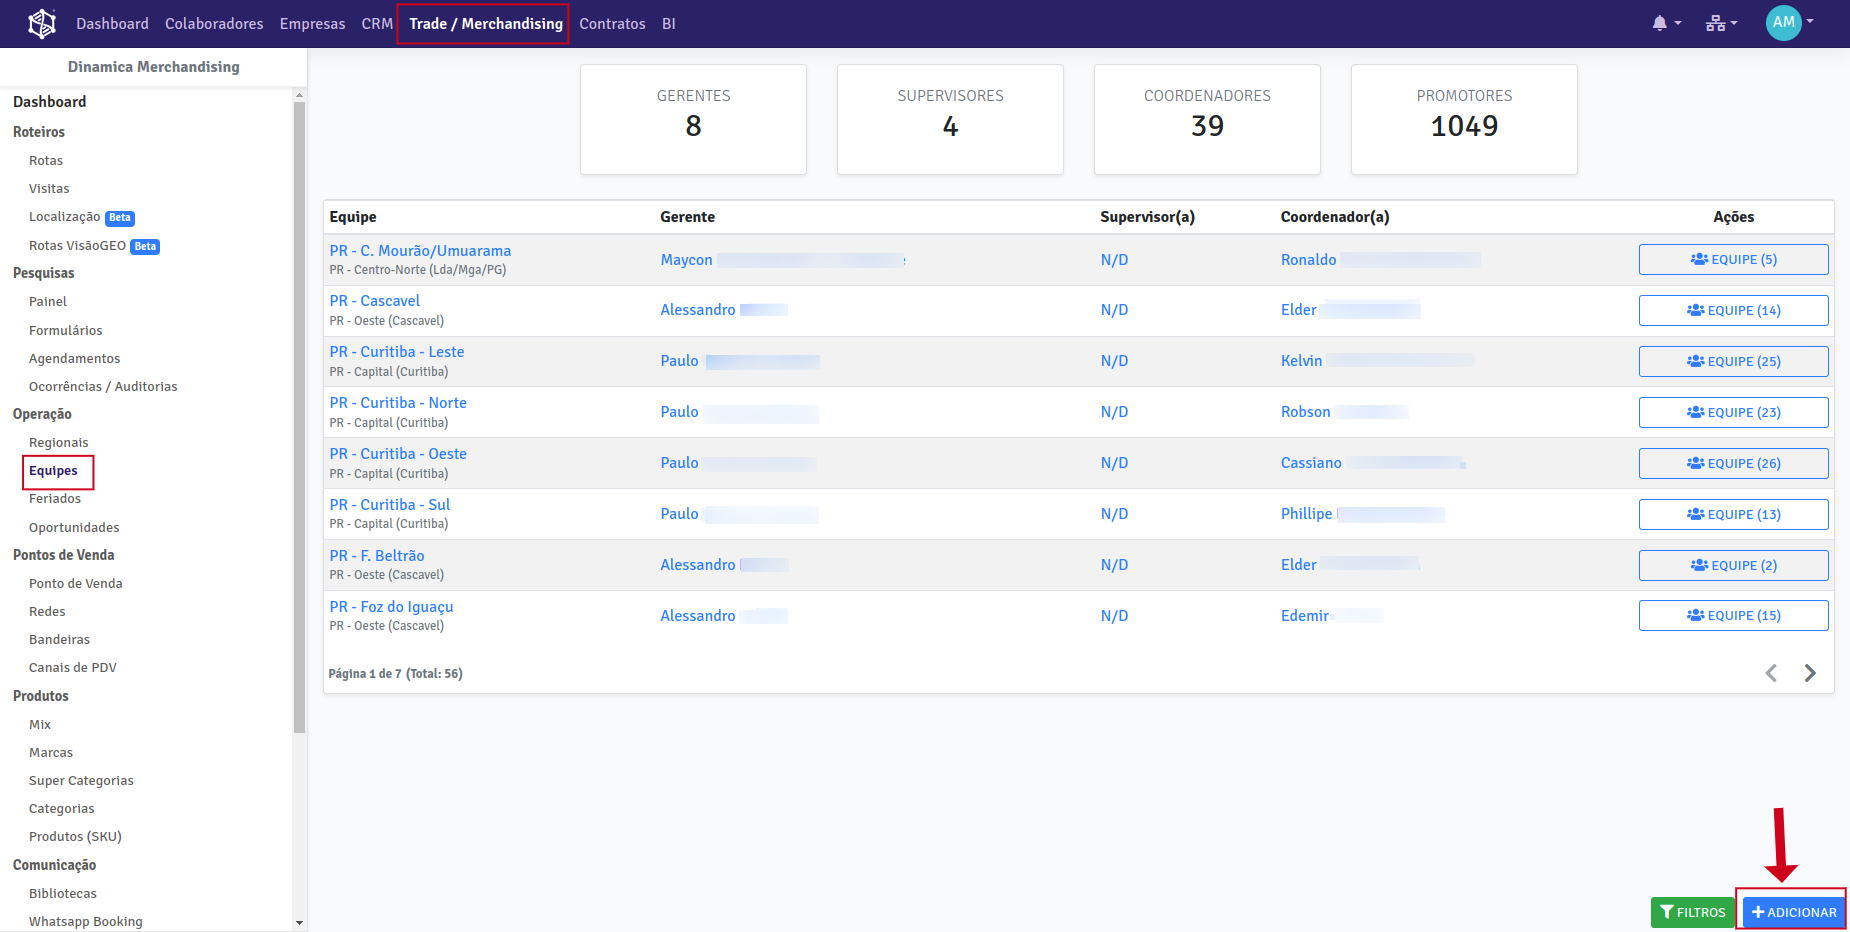 Dashboard Colaboradores Empresas CRM Trade / Merchandising Contratos BI AM
Dinamica Merchandising
Dashboard
Roteiros
Rotas
Visitas
Localização Beta
Rotas VisãoGEO Beta
Pesquisas
Painel
Formulários
Agendamentos
Ocorrências / Auditorias
Operação
Regionais
Equipes
Feriados
Oportunidades
Pontos de Venda
Ponto de Venda
Redes
Bandeiras
Canais de PDV
Produtos
Mix
Marcas
Super Categorias
Categorias
Produtos (SKU)
Comunicação
Bibliotecas
Whatsapp Booking
GERENTES
8
SUPERVISORES
4
COORDENADORES
39
PROMOTORES
1049
Equipe Gerente Supervisor(a) Coordenador(a) Ações
PR - C. Mourão/Umuarama Maycon N/D Ronaldo EQUIPE (5)
PR - Centro-Norte (Lda/Mga/PG)
PR - Cascavel Alessandro N/D Elder EQUIPE (14)
PR - Oeste (Cascavel)
PR - Curitiba - Leste Paulo N/D Kelvin EQUIPE (25)
PR - Capital (Curitiba)
PR - Curitiba - Norte Paulo N/D Robson EQUIPE (23)
PR - Capital (Curitiba)
PR - Curitiba - Oeste Paulo N/D Cassiano EQUIPE (26)
PR - Capital (Curitiba)
PR - Curitiba - Sul Paulo N/D Phillipe EQUIPE (13)
PR - Capital (Curitiba)
PR - F. Beltrão Alessandro N/D Elder EQUIPE (2)
PR - Oeste (Cascavel)
PR - Foz do Iguaçu Alessandro N/D Edemir EQUIPE (15)
PR - Oeste (Cascavel)
Página 1 de 7 (Total: 56)
FILTROS
+ ADICIONAR